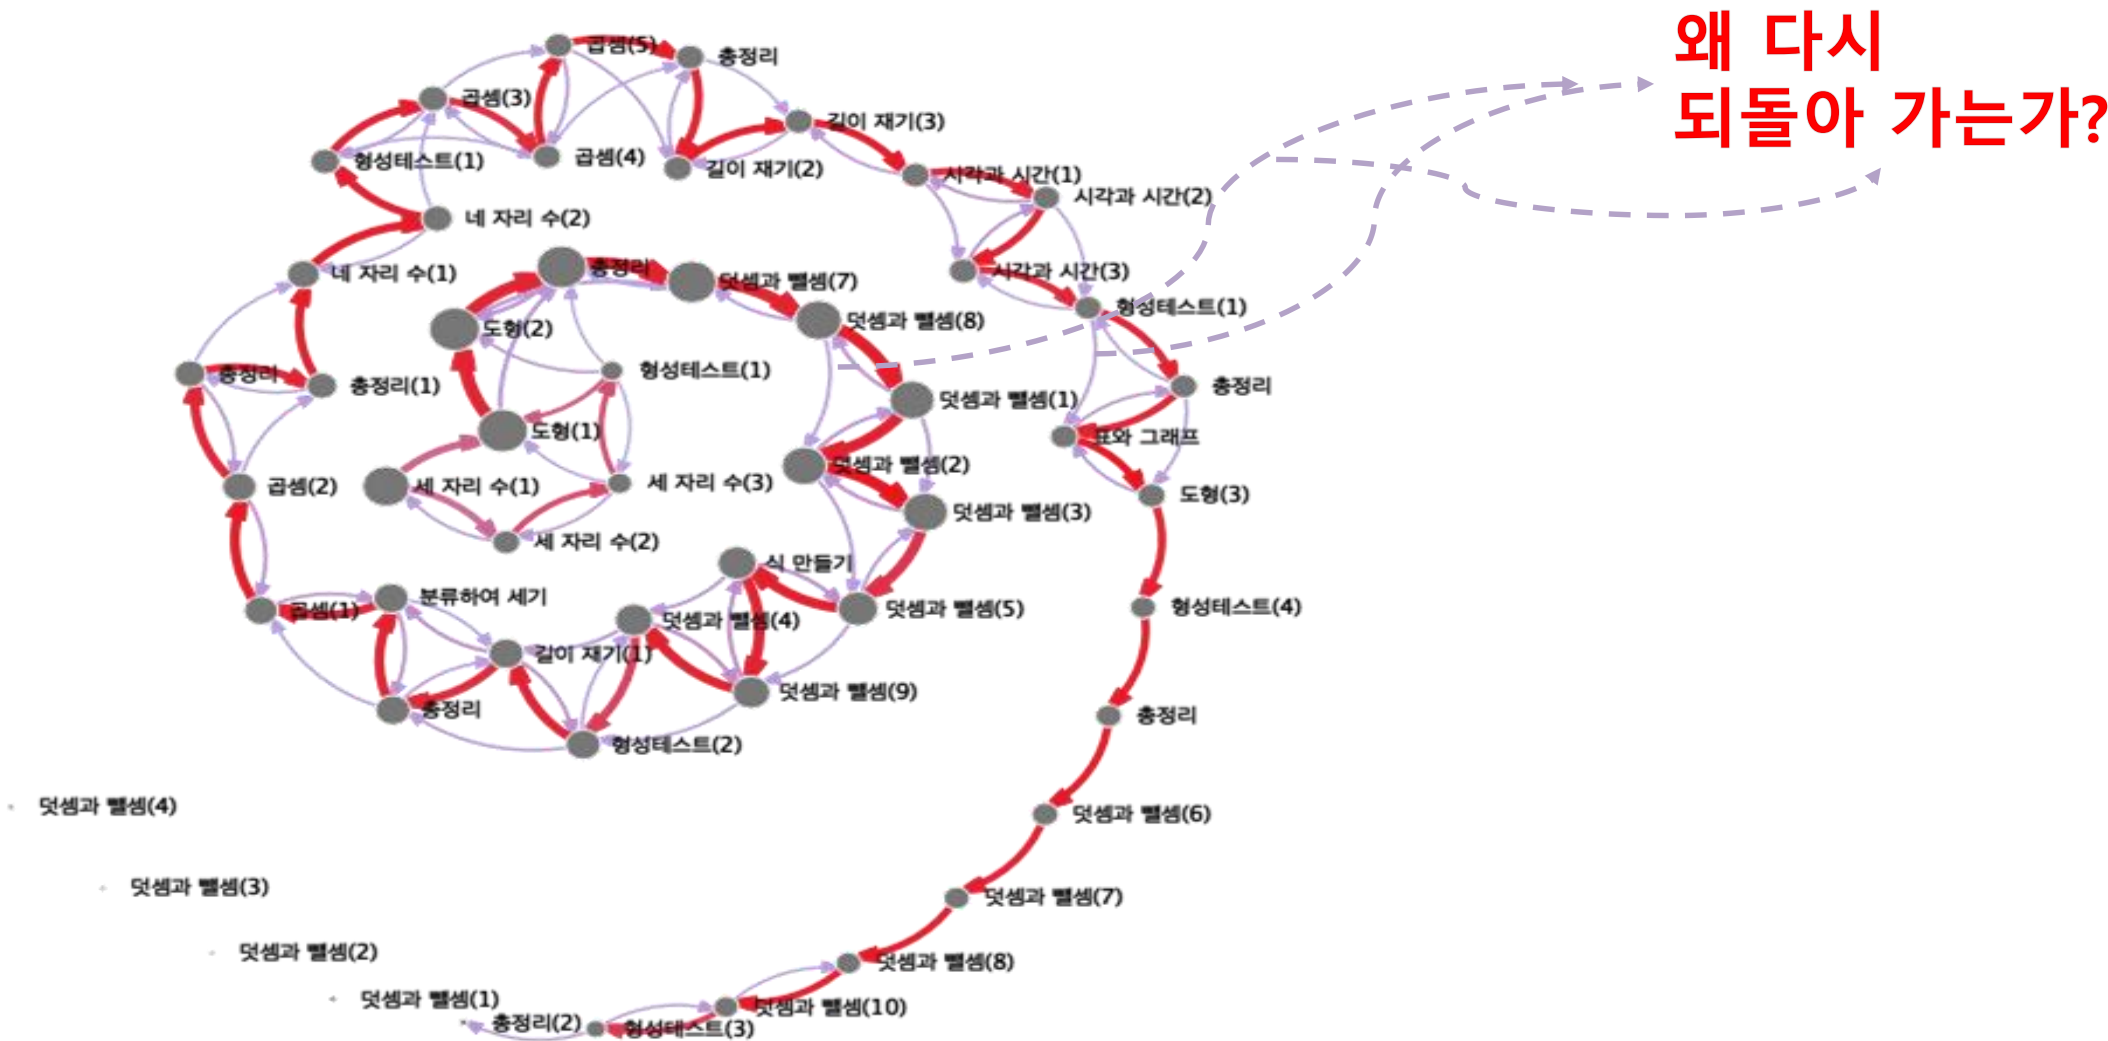 왜 다시
되돌아 가는가?
곱셈(5)
총정리
곱셈(3)
길이 재기(3)
형성테스트(1)
곱셈(4)
길이 재기(2)
시각과 시간(1)
시각과 시간(2)
네 자리 수(2)
네 자리 수(1)
총정리
덧셈과 뺄셈(7)
시각과 시간(3)
형성테스트(1)
도형(2)
덧셈과 뺄셈(8)
총정리
총정리(1)
형성테스트(1)
덧셈과 뺄셈(1)
총정리
도형(1)
표와 그래프
덧셈과 뺄셈(2)
곱셈(2)
세 자리 수(1)
세 자리 수(3)
도형(3)
덧셈과 뺄셈(3)
세 자리 수(2)
식 만들기
분류하여 세기
곱셈(1)
덧셈과 뺄셈(5)
형성테스트(4)
덧셈과 뺄셈(4)
길이 재기(1)
덧셈과 뺄셈(9)
총정리
총정리
형성테스트(2)
덧셈과 뺄셈(4)
덧셈과 뺄셈(6)
덧셈과 뺄셈(3)
덧셈과 뺄셈(7)
덧셈과 뺄셈(2)
덧셈과 뺄셈(8)
덧셈과 뺄셈(1)
덧셈과 뺄셈(10)
총정리(2)
형성테스트(3)